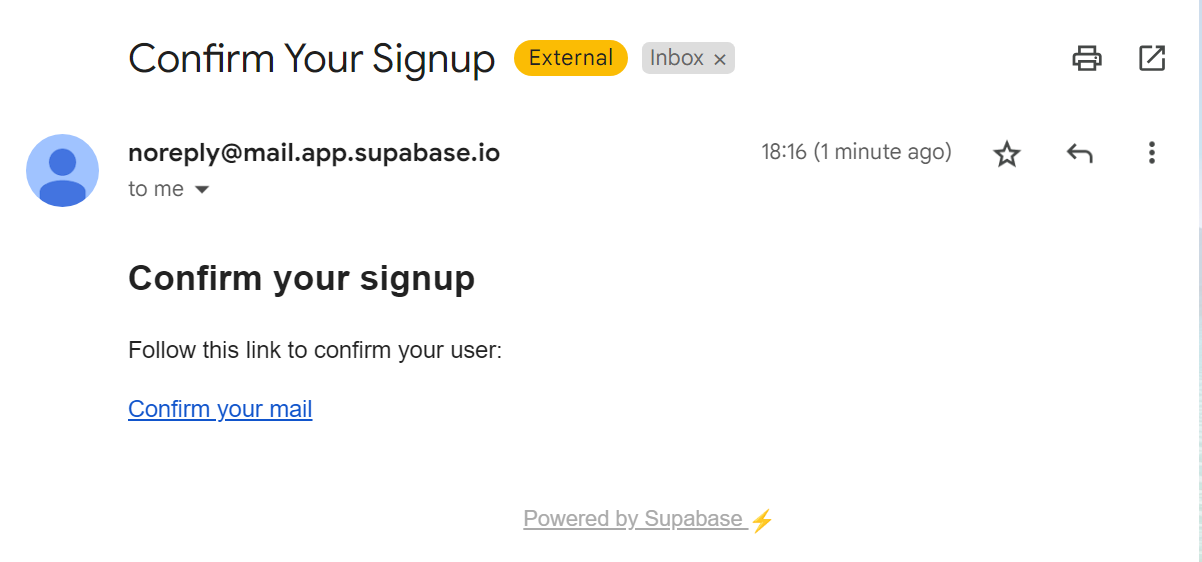 Confirm Your Signup External Inbox ×
noreply@mail.app.supabase.io 18:16 (1 minute ago)
to me
Confirm your signup
Follow this link to confirm your user:
Confirm your mail
Powered by Supabase ⚡